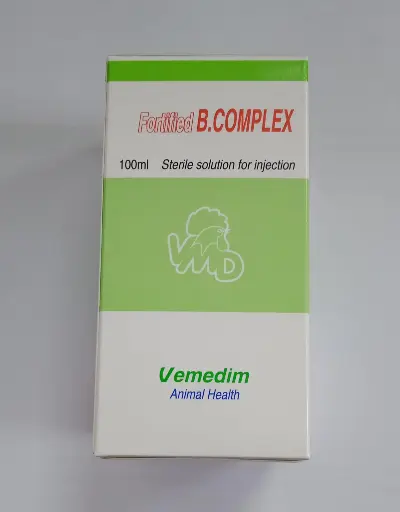 Fortified B.COMPLEX
100ml Sterile solution for injection
VMD
Vemedim
Animal Health